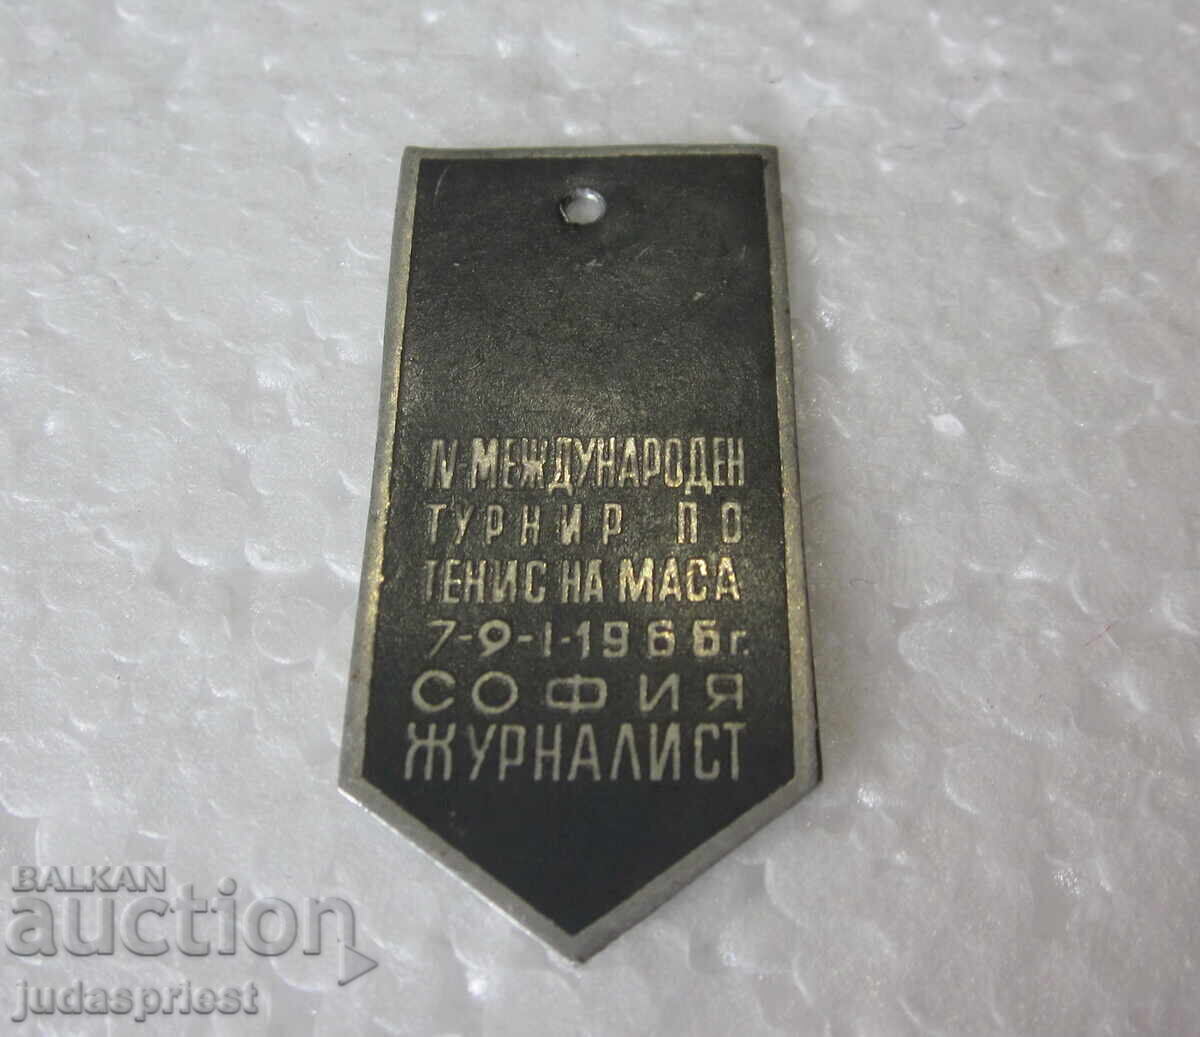 IV-МЕЖДУНАРОДЕН
ТУРНИР ПО
ТЕНИС НА МАСА
7-9-I-1966г.
СОФИЯ
ЖУРНАЛИСТ
BALKAN
auction
judaspriest